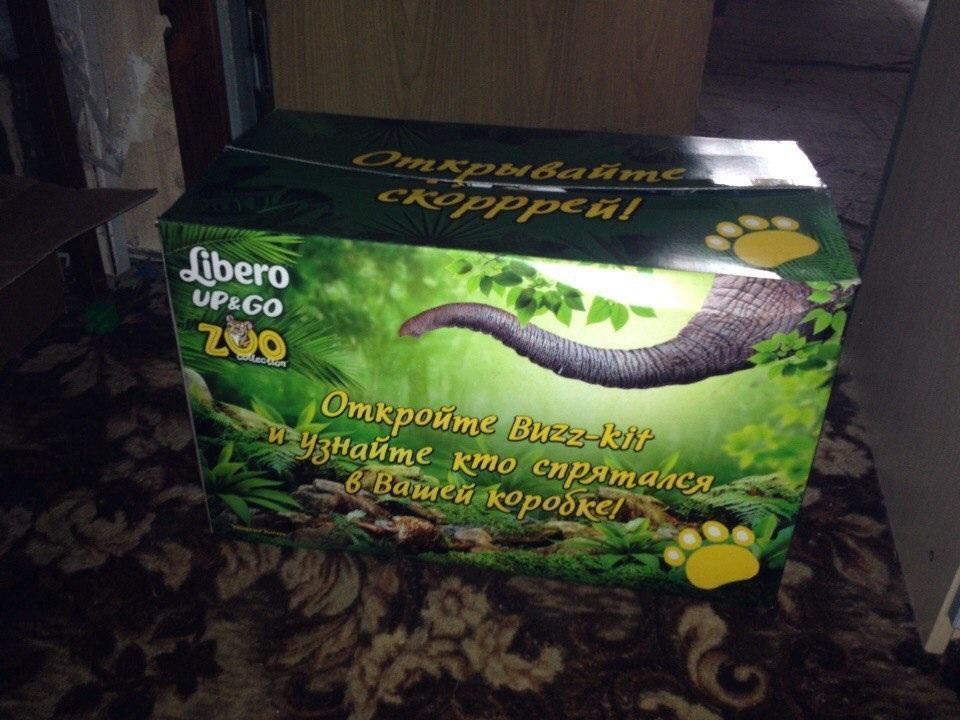 Открывайте
скорррей!
Libero
UP&GO
ZOO
collection
Откройте Buzz-kit
и узнайте кто спрятался
в Вашей коробке!